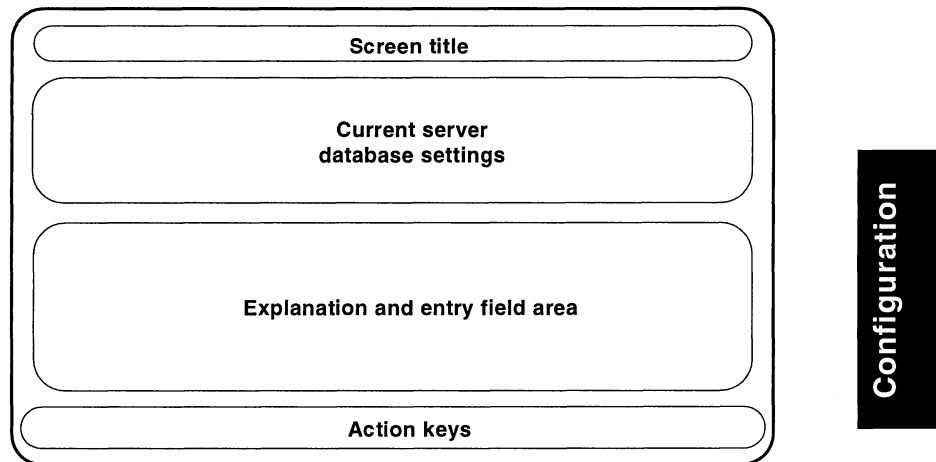 Screen title
Current server
database settings
Explanation and entry field area
Action keys
Configuration